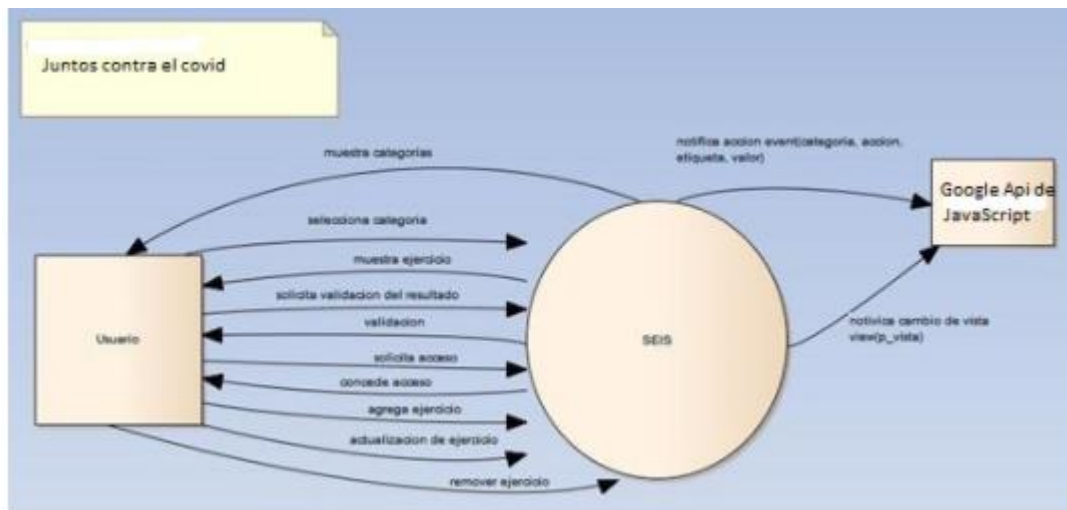 Juntos contra el covid
muestra categorias
notifica accion event(categoria, accion,
etiqueta, valor)
Google Api de
JavaScript
selecciona categoria
muestra ejercicio
solicita validacion del resultado
validacion
Usuario
SEIS
notivica cambio de vista
view(p_vista)
solicita acceso
concede acceso
agrega ejercicio
actualizacion de ejercicio
remover ejercicio